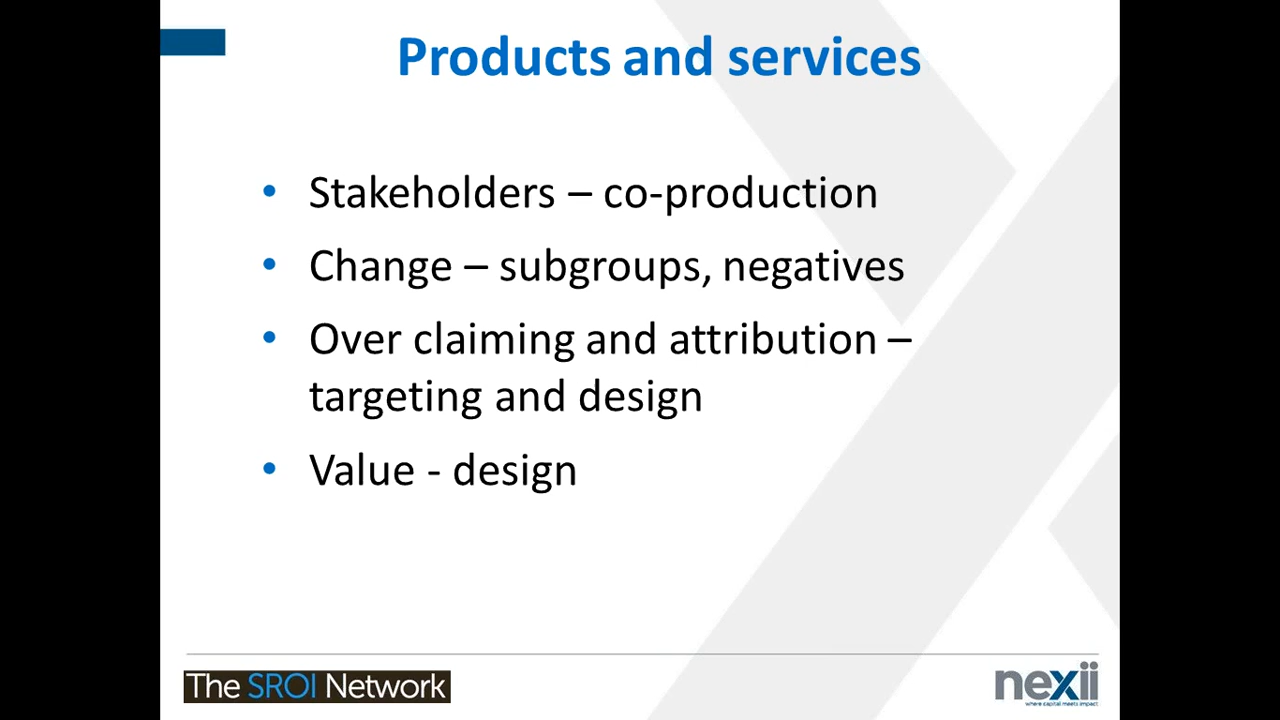 Products and services
• Stakeholders – co-production
• Change – subgroups, negatives
• Over claiming and attribution –
targeting and design
• Value - design
The SROI Network
nexii
where capital meets impact